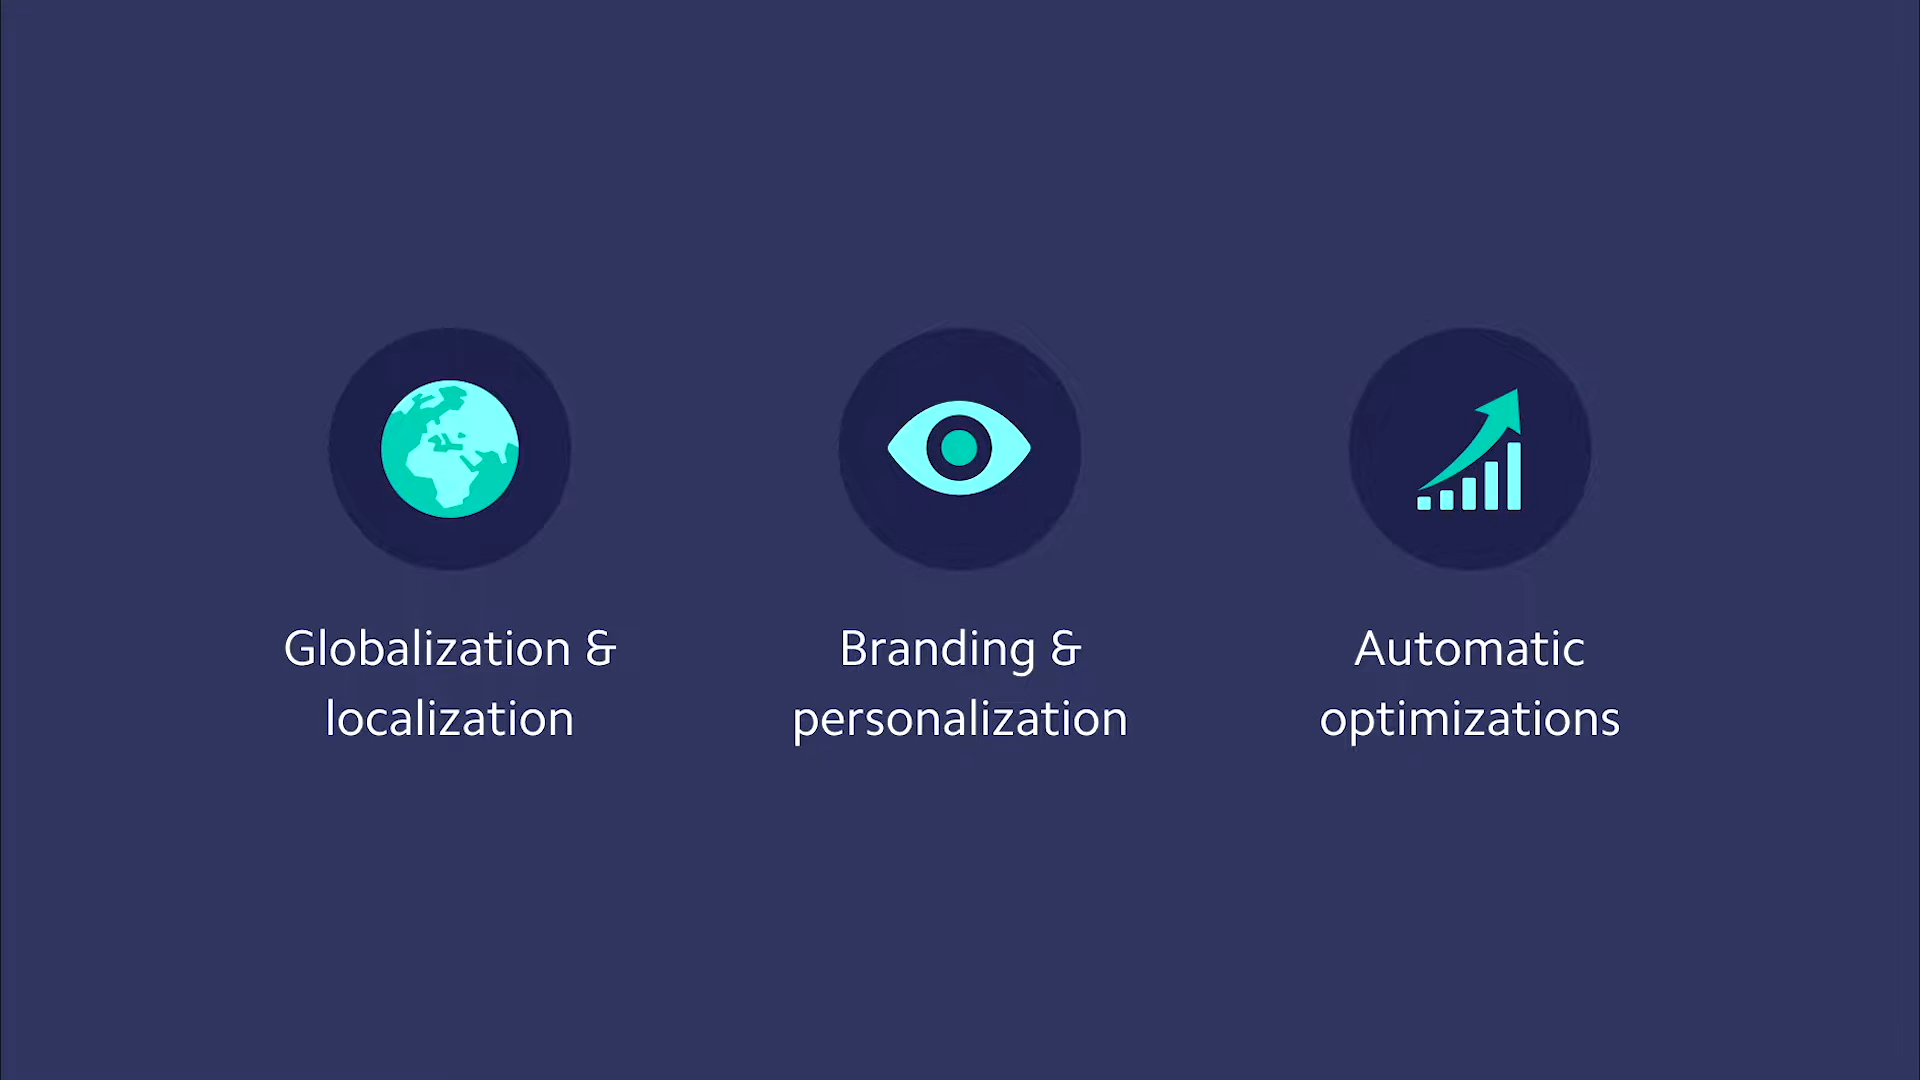 Globalization &
localization
Branding &
personalization
Automatic
optimizations